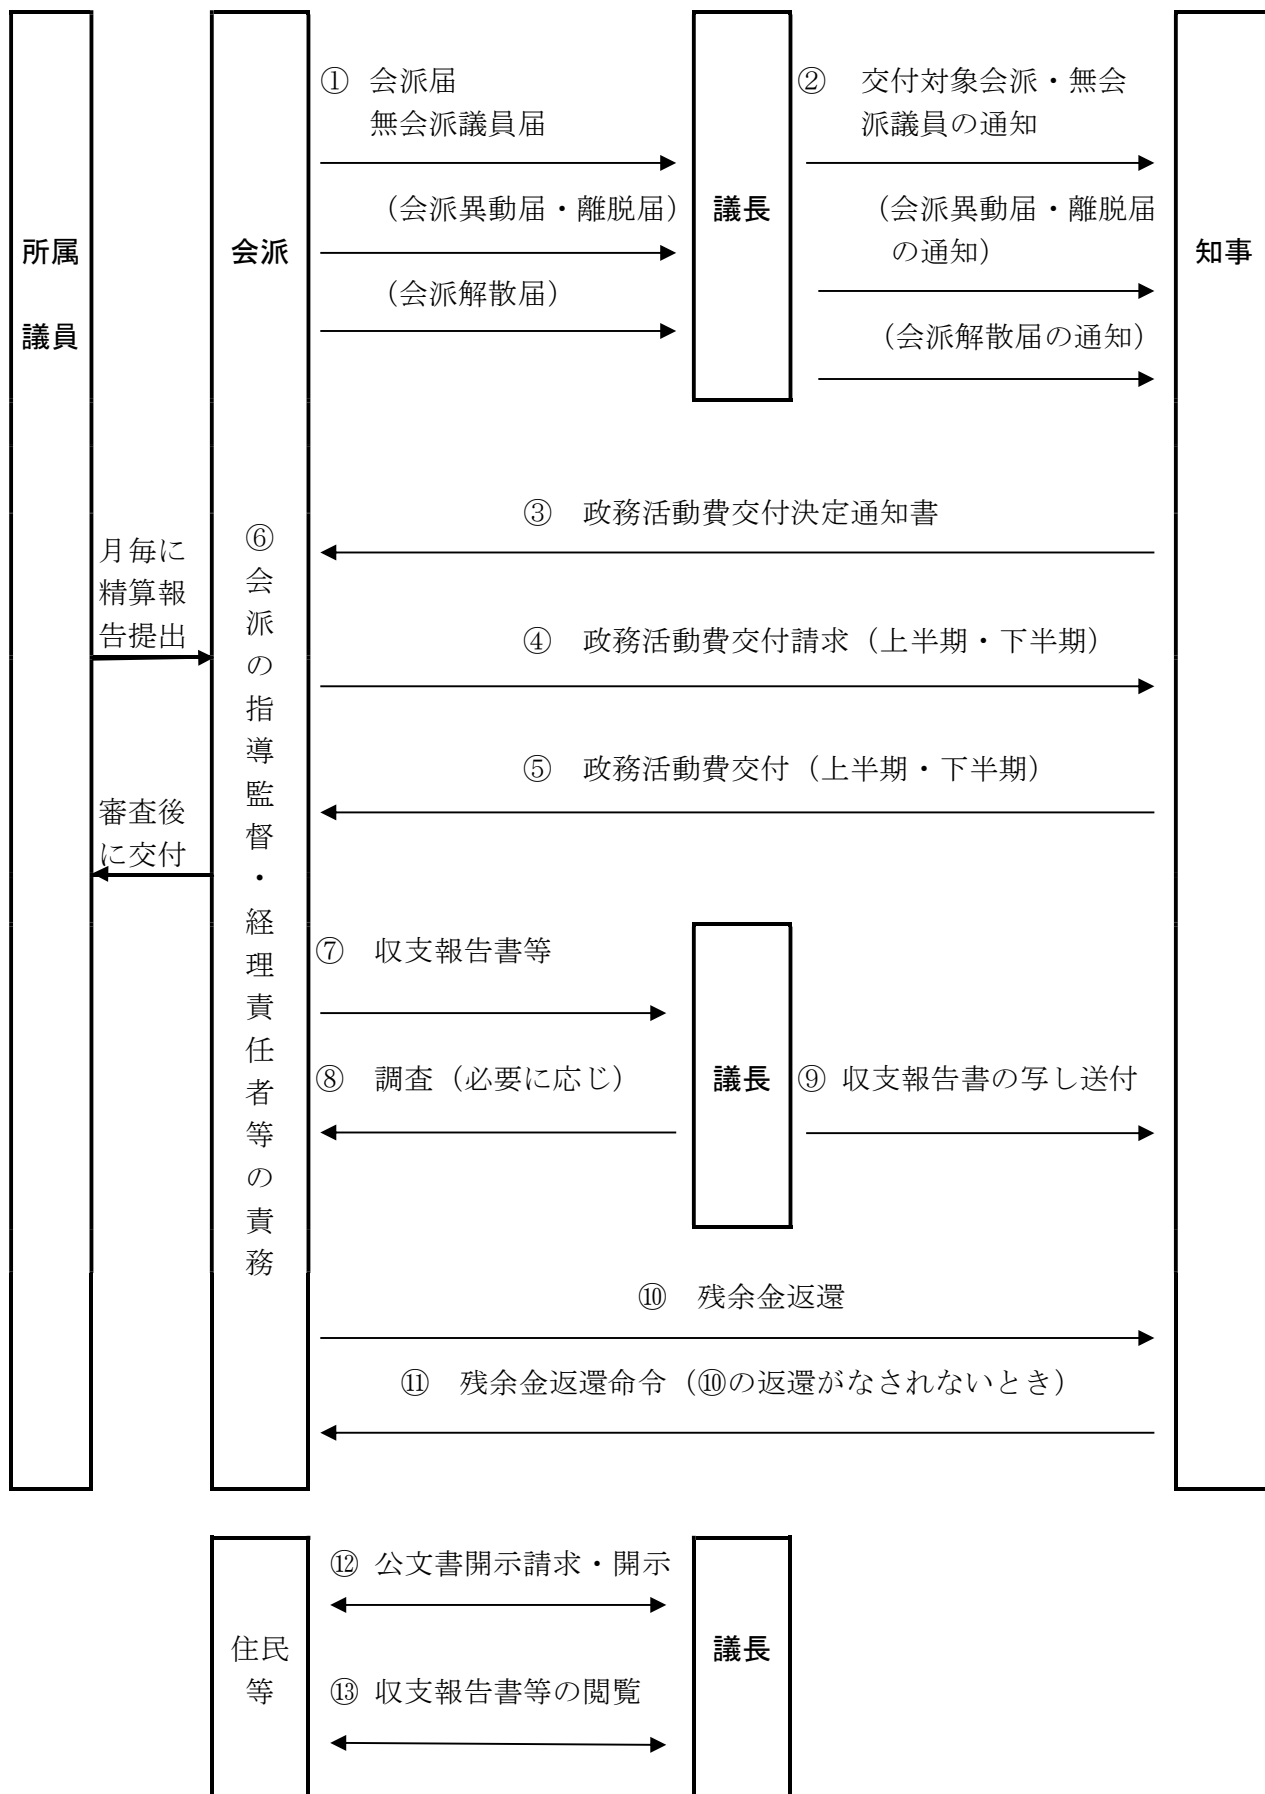 所属
議員
会派
① 会派届
無会派議員届
(会派異動届・離脱届)
(会派解散届)
議長
② 交付対象会派・無会
派議員の通知
(会派異動届・離脱届
の通知)
(会派解散届の通知)
知事
③ 政務活動費交付決定通知書
月毎に
精算報
告提出
⑥会派の指導監督・経理責任者等の責務
④ 政務活動費交付請求(上半期・下半期)
⑤ 政務活動費交付(上半期・下半期)
審査後
に交付
⑦ 収支報告書等
⑧ 調査(必要に応じ)
議長
⑨ 収支報告書の写し送付
⑩ 残余金返還
⑪ 残余金返還命令(⑩の返還がなされないとき)
住民
等
⑫ 公文書開示請求・開示
⑬ 収支報告書等の閲覧
議長